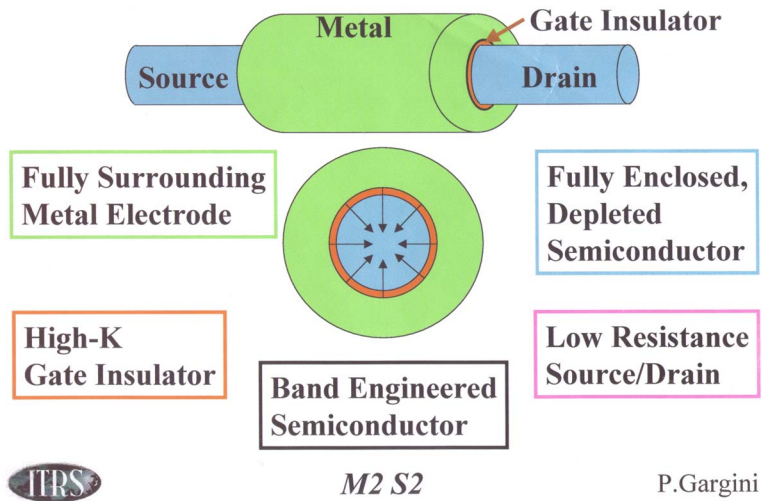 Metal
Gate Insulator
Source
Drain
Fully Surrounding
Metal Electrode
Fully Enclosed,
Depleted
Semiconductor
High-K
Gate Insulator
Low Resistance
Source/Drain
Band Engineered
Semiconductor
ITRS
M2 S2
P.Gargini